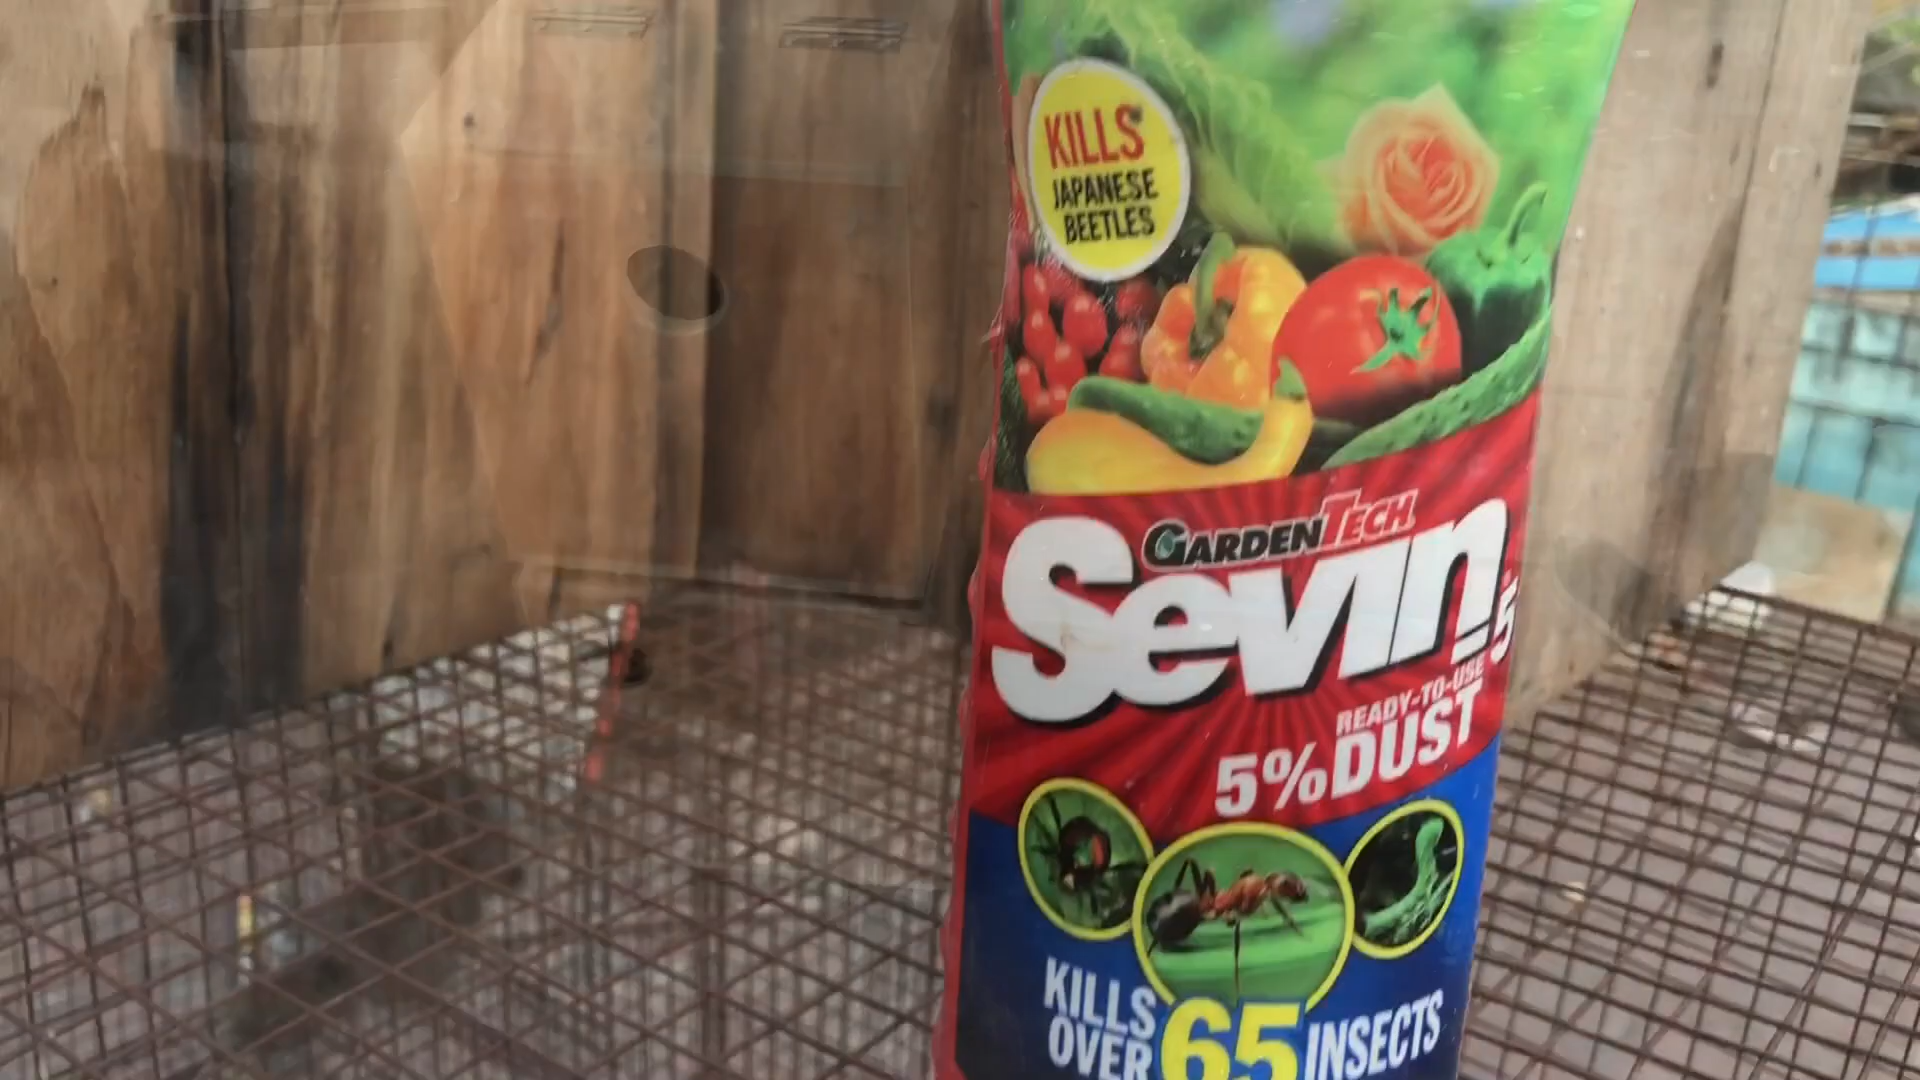 KILLS*
JAPANESE
BEETLES
GARDENTECH
Sevin
5
READY-TO-USE
5% DUST
KILLS
OVER 65 INSECTS